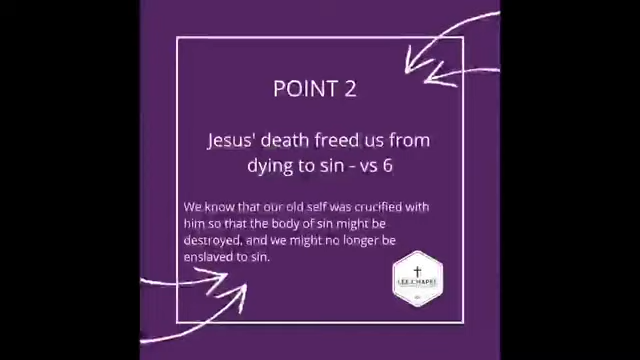 POINT 2
Jesus' death freed us from
dying to sin - vs 6
We know that our old self was crucified with
him so that the body of sin might be
destroyed, and we might no longer be
enslaved to sin.
LEE CHAPEL